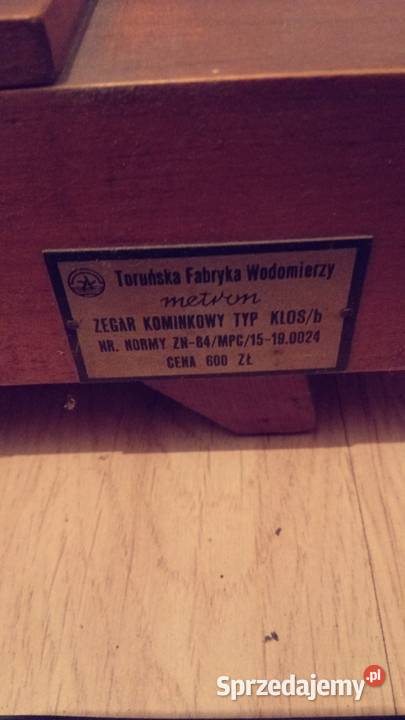 Toruńska Fabryka Wodomierzy
metron
ZEGAR KOMINKOWY TYP KLOS/b
NR. NORMY ZN-84/MPC/15-19.0024
CENA 600 ZŁ
Sprzedajemy.pl